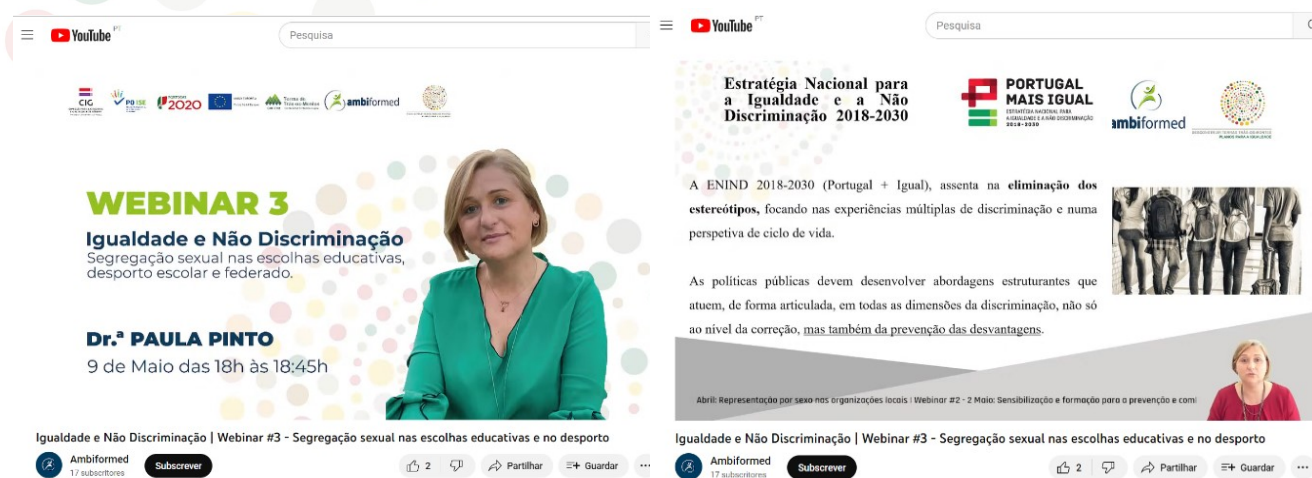 YouTube PT
Pesquisa
CIG
PO ISE
PORTUGAL
2020
ambiformed
WEBINAR 3
Igualdade e Não Discriminação
Segregação sexual nas escolhas educativas,
desporto escolar e federado.
Dr.ª PAULA PINTO
9 de Maio das 18h às 18:45h
Igualdade e Não Discriminação | Webinar #3 - Segregação sexual nas escolhas educativas e no desporto
Ambiformed
17 subscritores
Subscrever
2
Partilhar
Guardar
YouTube PT
Pesquisa
Estratégia Nacional para
a Igualdade e a Não
Discriminação 2018-2030
PORTUGAL
MAIS IGUAL
ESTRATÉGIA NACIONAL PARA
A IGUALDADE E A NÃO DISCRIMINAÇÃO
2018-2030
ambiformed
PLANOS PARA A IGUALDADE
A ENIND 2018-2030 (Portugal + Igual), assenta na eliminação dos
estereótipos, focando nas experiências múltiplas de discriminação e numa
perspetiva de ciclo de vida.
As políticas públicas devem desenvolver abordagens estruturantes que
atuem, de forma articulada, em todas as dimensões da discriminação, não só
ao nível da correção, mas também da prevenção das desvantagens.
Abril: Representação por sexo nas organizações locais | Webinar #2 - 2 Maio: Sensibilização e formação para a prevenção e com
Igualdade e Não Discriminação | Webinar #3 - Segregação sexual nas escolhas educativas e no desporto
Ambiformed
17 subscritores
Subscrever
2
Partilhar
Guardar